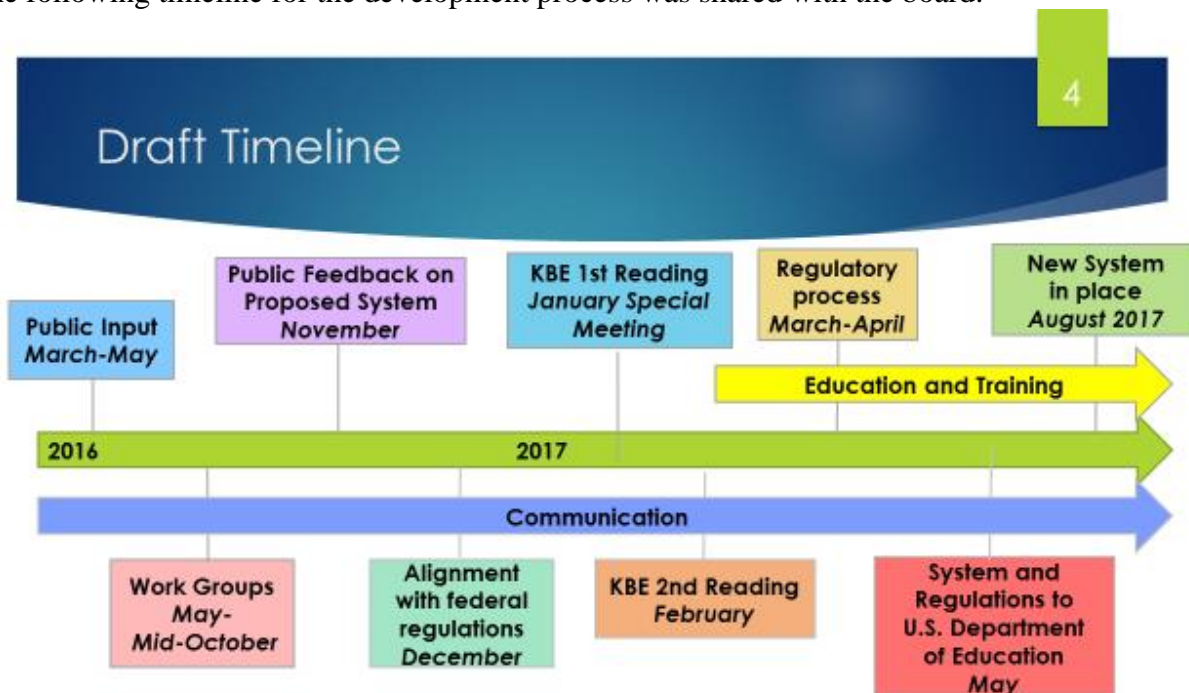 he following timeline for the development process was shared with the board.
4
Draft Timeline
Public Input
March-May
Public Feedback on
Proposed System
November
KBE 1st Reading
January Special
Meeting
Regulatory
process
March-April
New System
in place
August 2017
Education and Training
2016
2017
Communication
Work Groups
May-
Mid-October
Alignment
with federal
regulations
December
KBE 2nd Reading
February
System and
Regulations to
U.S. Department
of Education
May